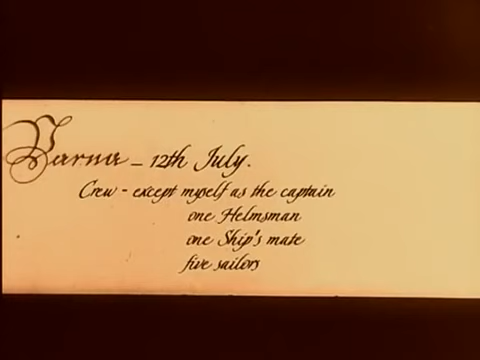 Varna - 12th July.
Crew - except myself as the captain
one Helmsman
one Ship's mate
five sailors